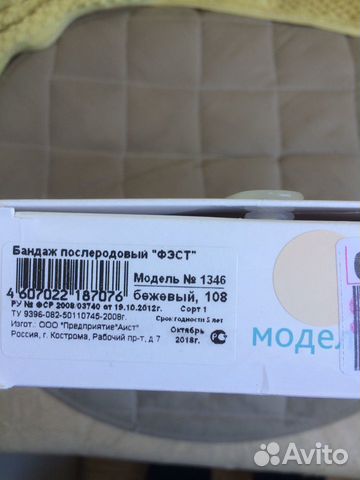 Бандаж послеродовый "ФЭСТ"
Модель № 1346
4 607022 187076 бежевый, 108
РУ № ФСР 2008/03740 от 19.10.2012г. Сорт 1
ТУ 9396-082-50110746-2008г. Срок годности 5 лет
Изгот.: ООО "Предприятие"Аист" Октябрь
Россия, г. Кострома, Рабочий пр-т, д 7 2018г.
модел
Avito